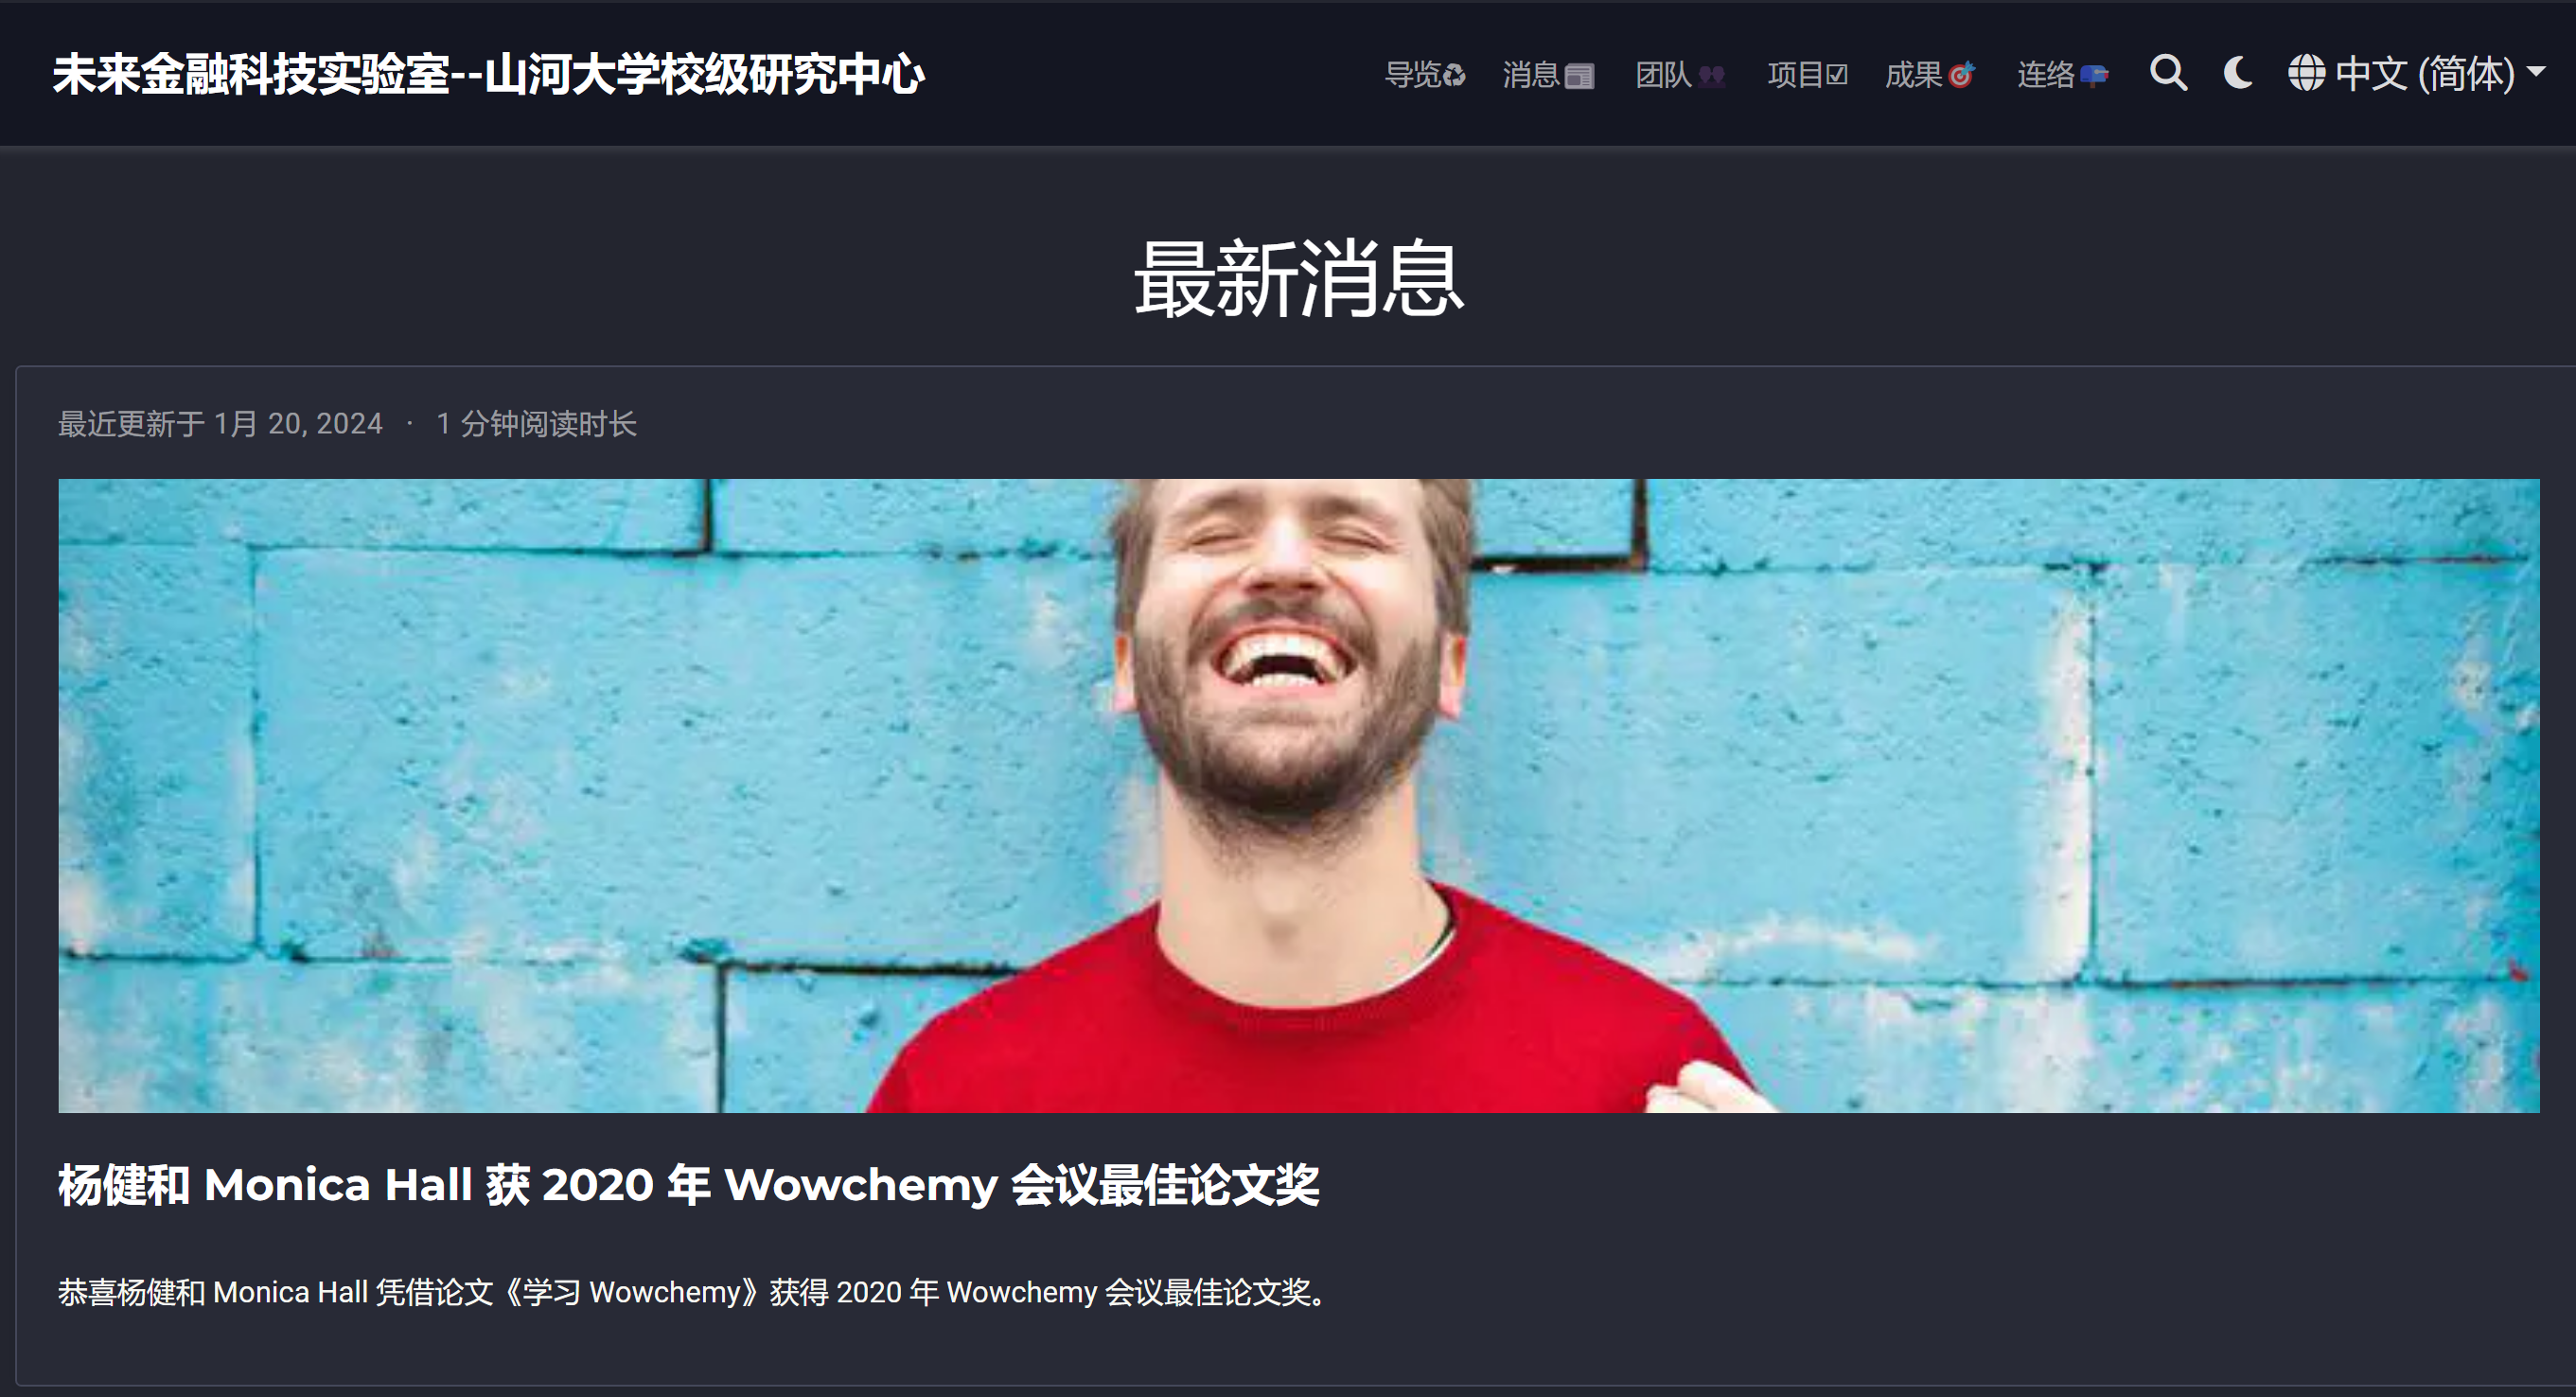 未来金融科技实验室--山河大学校级研究中心
导览♻ 消息📰 团队👥 项目☑ 成果🎯 连络📫 中文 (简体)
最新消息
最近更新于 1月 20, 2024 · 1 分钟阅读时长
杨健和 Monica Hall 获 2020 年 Wowchemy 会议最佳论文奖
恭喜杨健和 Monica Hall 凭借论文《学习 Wowchemy》获得 2020 年 Wowchemy 会议最佳论文奖。